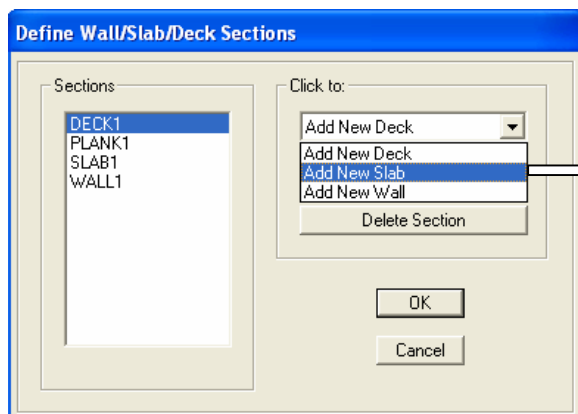 Define Wall/Slab/Deck Sections
Sections
DECK1
PLANK1
SLAB1
WALL1
Click to:
Add New Deck
Add New Deck
Add New Slab
Add New Wall
Delete Section
OK
Cancel